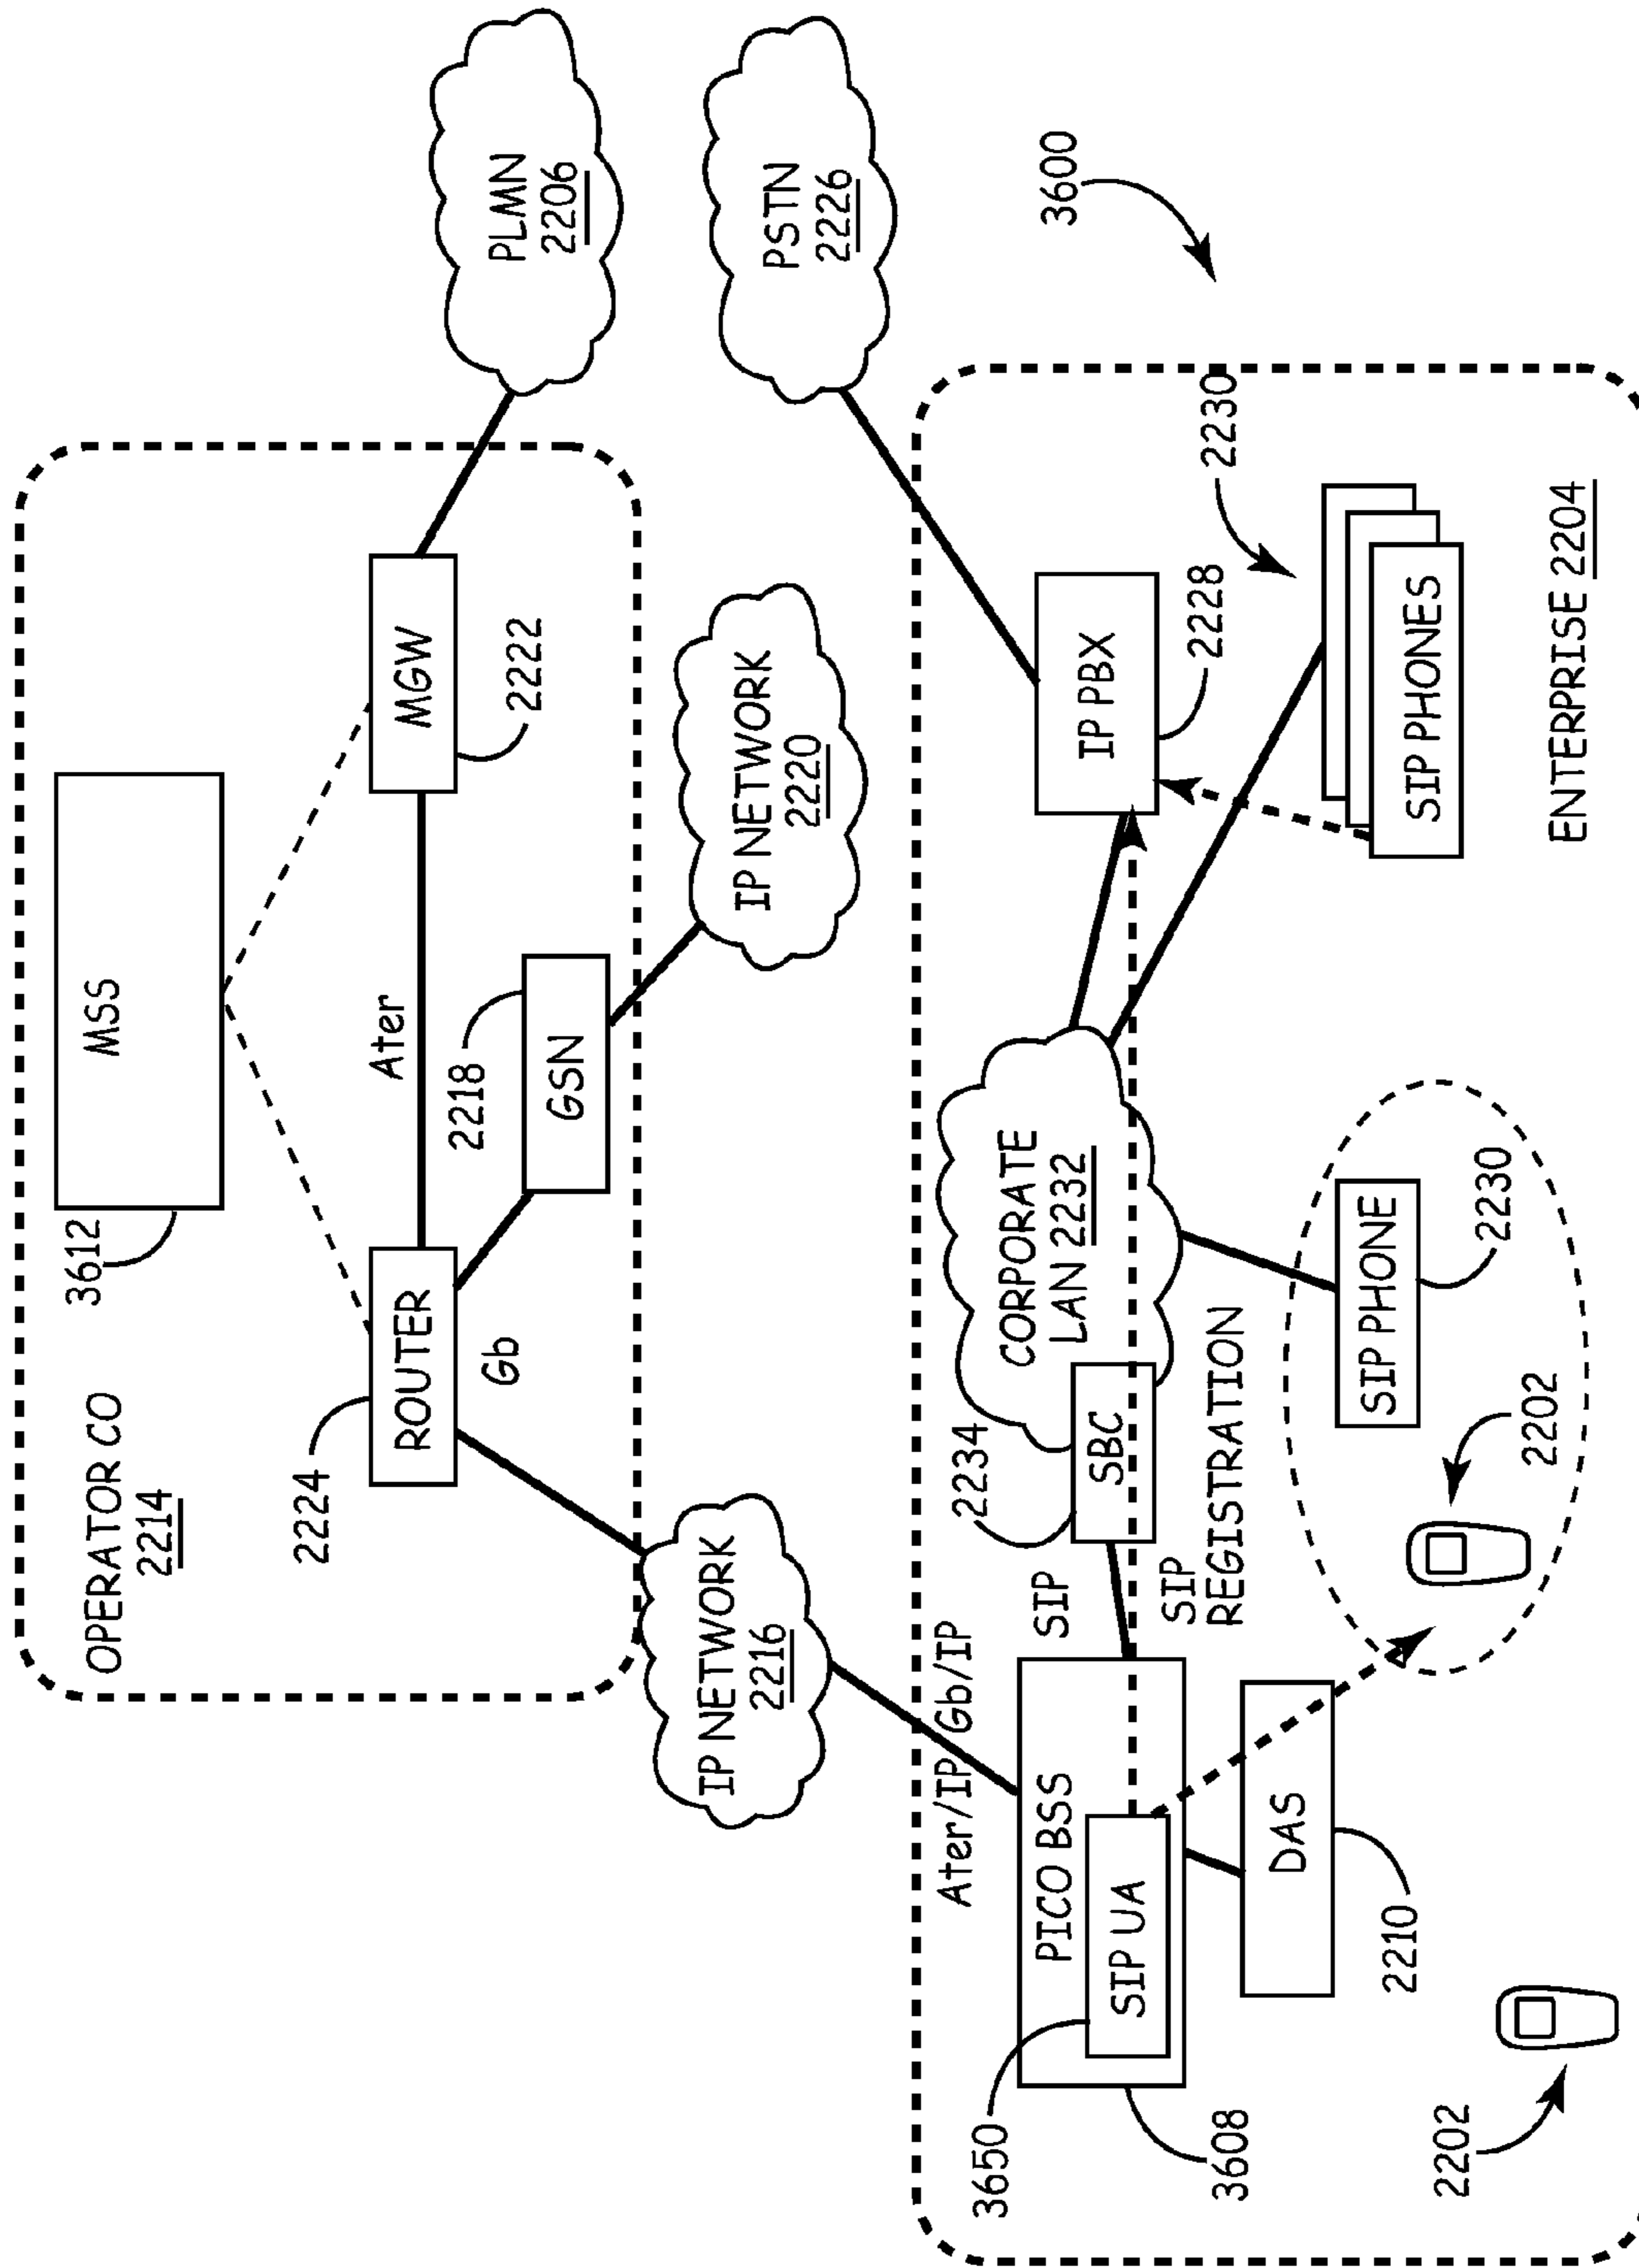 OPERATOR CO
2214
3612
MSS
2224
ROUTER
Ater
MGW
2222
Gb
2218
GSN
PLMN
2206
IP NETWORK
2216
IP NETWORK
2220
PSTN
2226
3600
Ater/IP Gb/IP
3650
PICO BSS
SIP UA
3608
SIP
SIP
REGISTRATION
2234
SBC
CORPORATE
LAN 2232
IP PBX
2228
2230
SIP PHONES
DAS
2210
SIP PHONE
2230
2202
2202
ENTERPRISE 2204